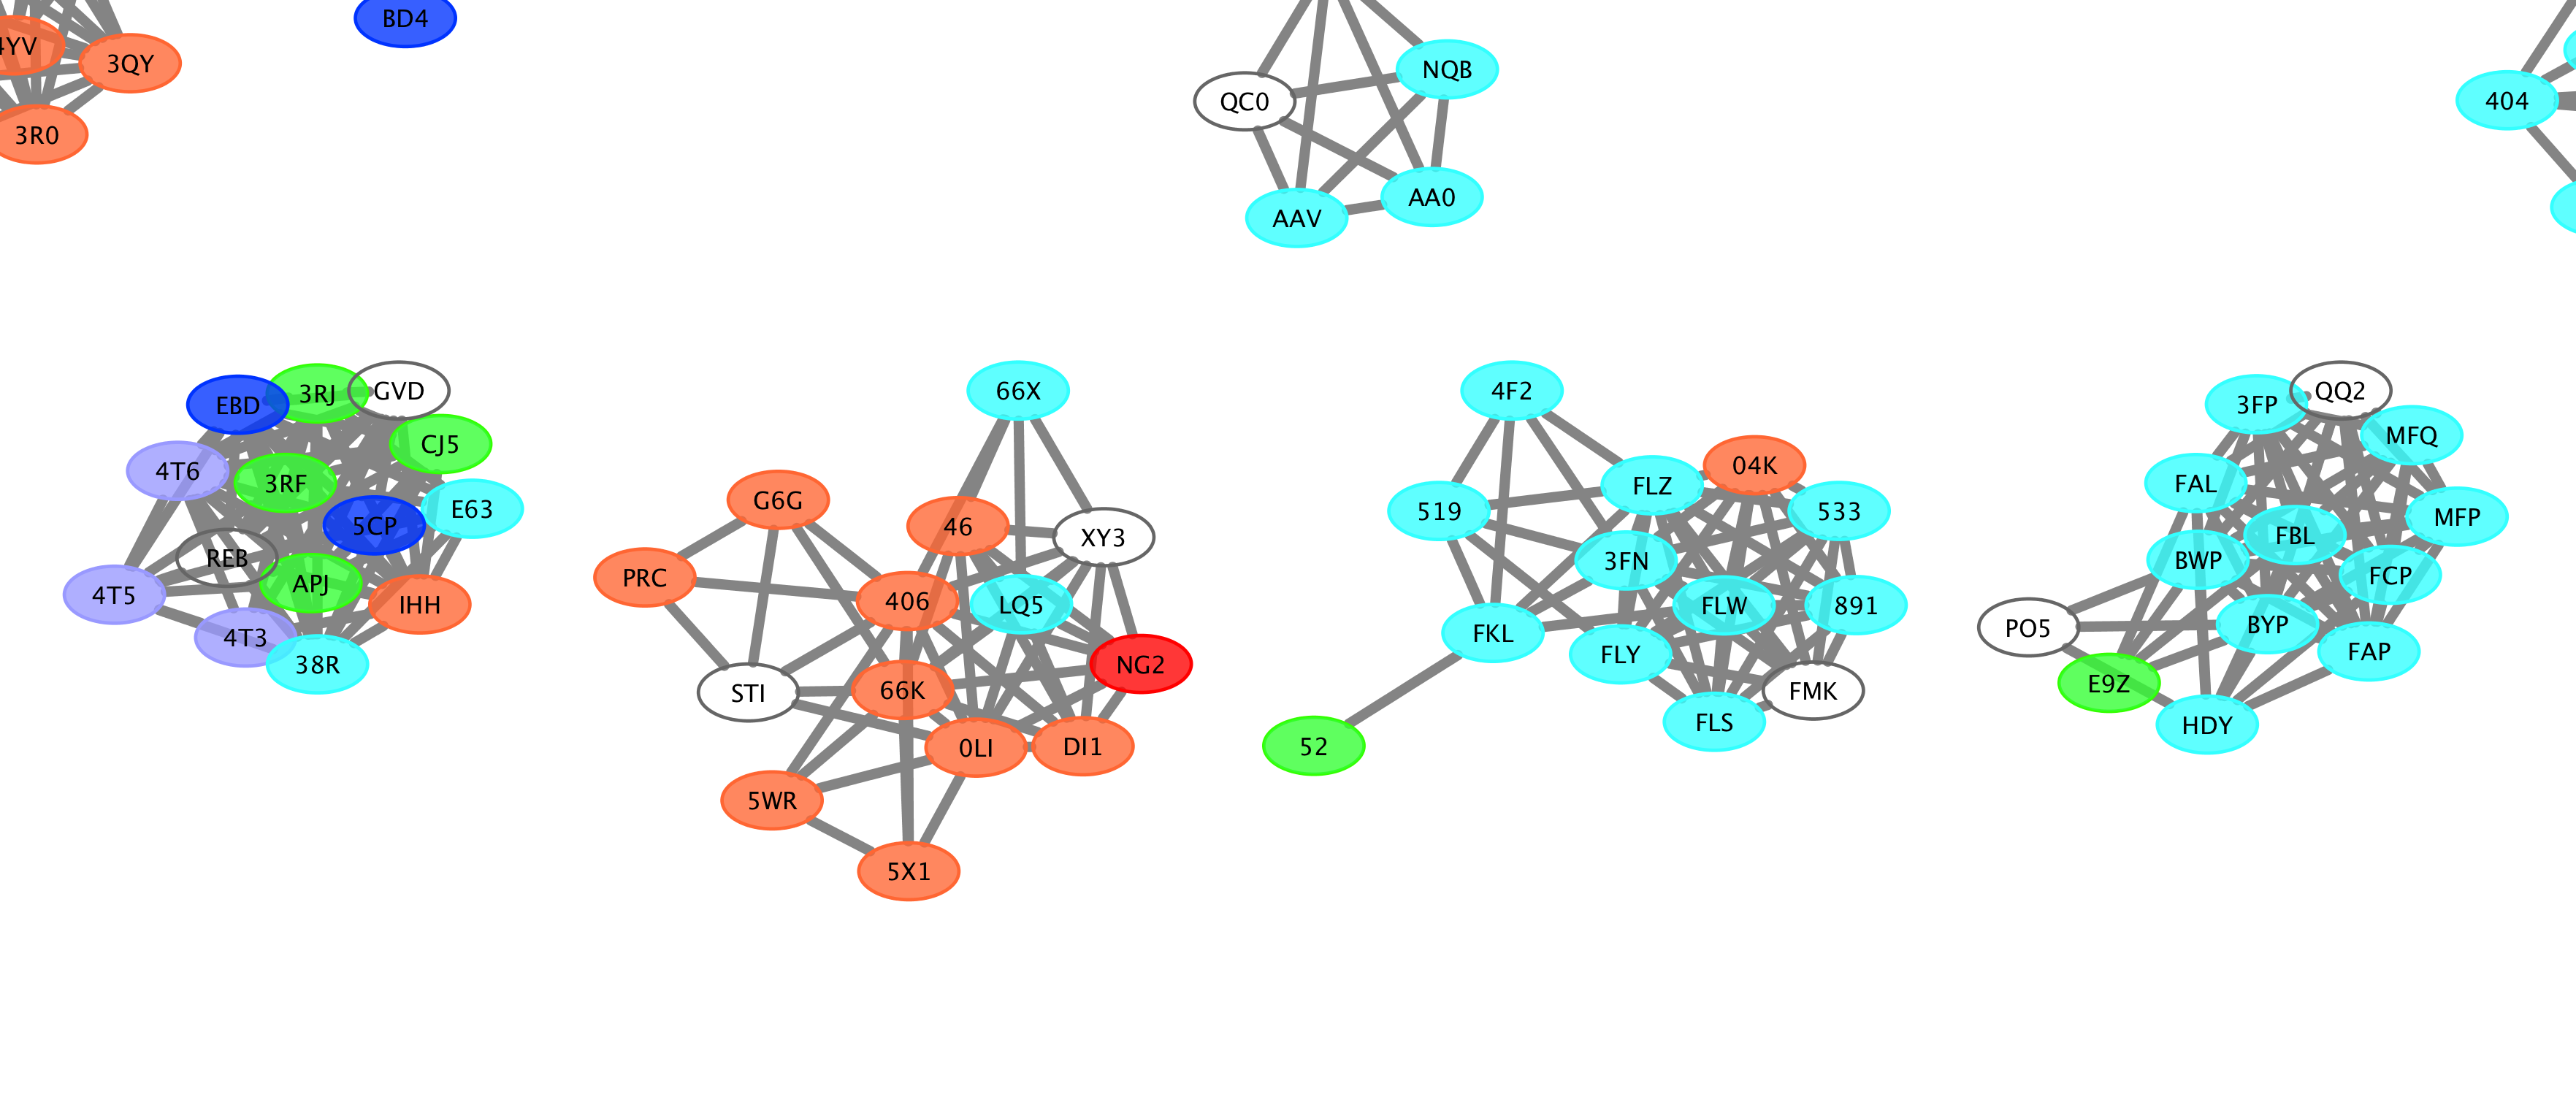 BD4
4YV
3QY
3R0
NQB
QC0
AA0
AAV
404
3RJ
GVD
EBD
CJ5
4T6
3RF
E63
5CP
REB
APJ
4T5
IHH
4T3
38R
66X
G6G
46
XY3
PRC
406
LQ5
NG2
STI
66K
0LI
DI1
5WR
5X1
4F2
04K
FLZ
519
533
3FN
FLW
891
FKL
FLY
FMK
FLS
52
QQ2
3FP
MFQ
FAL
MFP
FBL
BWP
FCP
PO5
BYP
FAP
E9Z
HDY